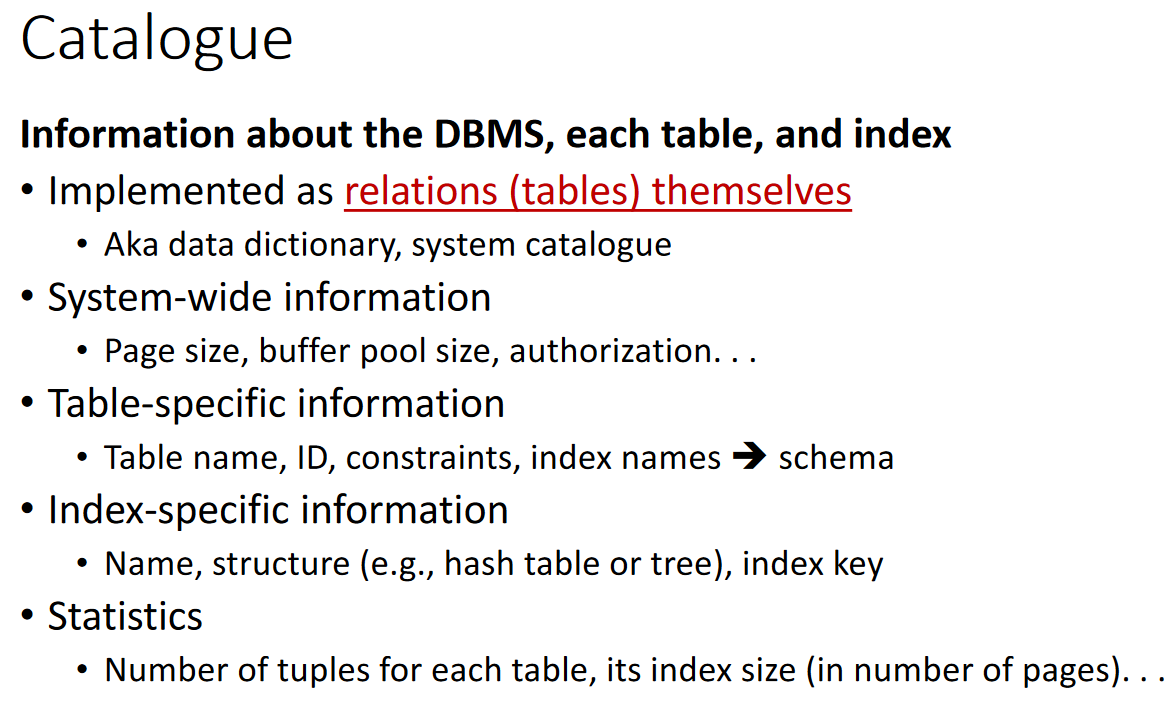 Catalogue
Information about the DBMS, each table, and index
• Implemented as relations (tables) themselves
• Aka data dictionary, system catalogue
• System-wide information
• Page size, buffer pool size, authorization. . .
• Table-specific information
• Table name, ID, constraints, index names ➔ schema
• Index-specific information
• Name, structure (e.g., hash table or tree), index key
• Statistics
• Number of tuples for each table, its index size (in number of pages). . .